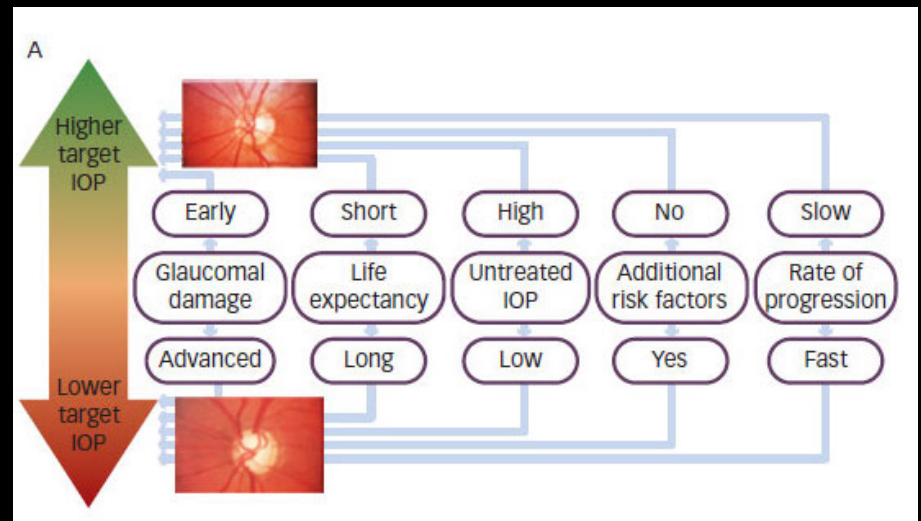 A
Higher
target
IOP
Early
Short
High
No
Slow
Glaucomal
damage
Life
expectancy
Untreated
IOP
Additional
risk factors
Rate of
progression
Advanced
Long
Low
Yes
Fast
Lower
target
IOP